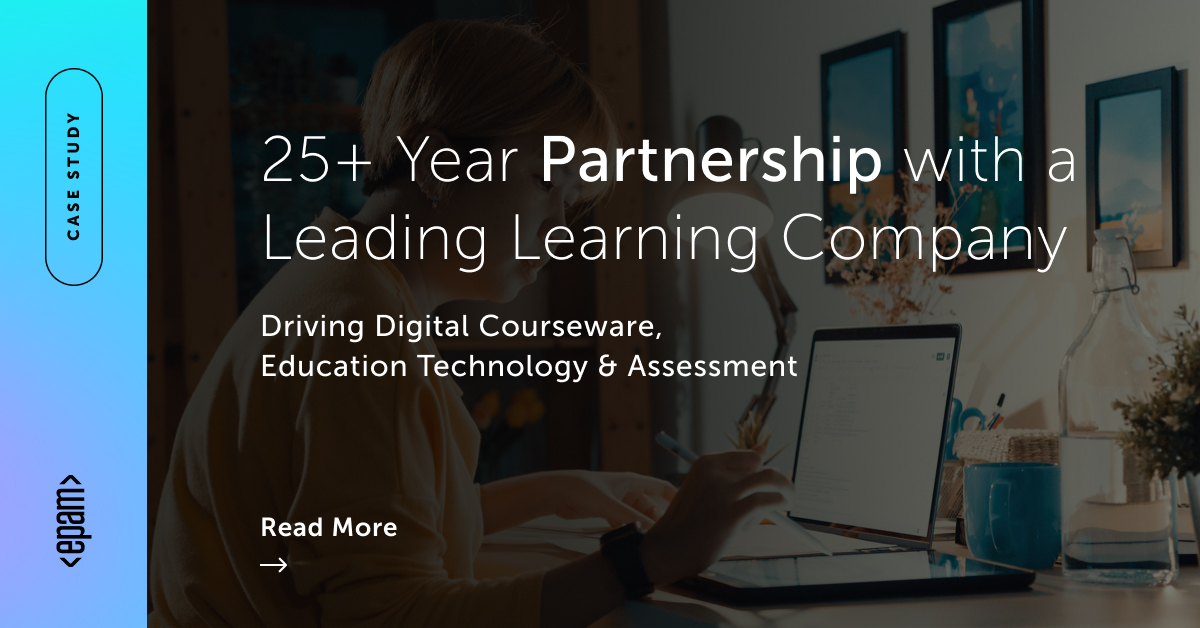 CASE STUDY
<epam>
25+ Year Partnership with a
Leading Learning Company
Driving Digital Courseware,
Education Technology & Assessment
Read More
→